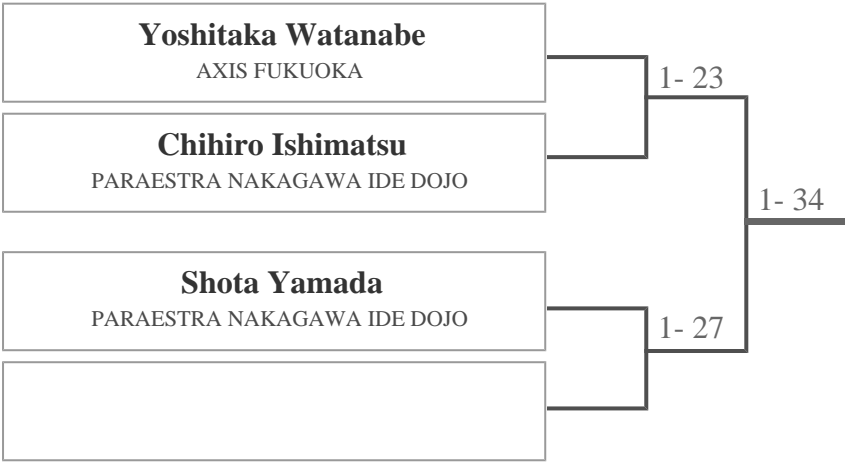 Yoshitaka Watanabe
AXIS FUKUOKA
1- 23
Chihiro Ishimatsu
PARAESTRA NAKAGAWA IDE DOJO
1- 34
Shota Yamada
PARAESTRA NAKAGAWA IDE DOJO
1- 27